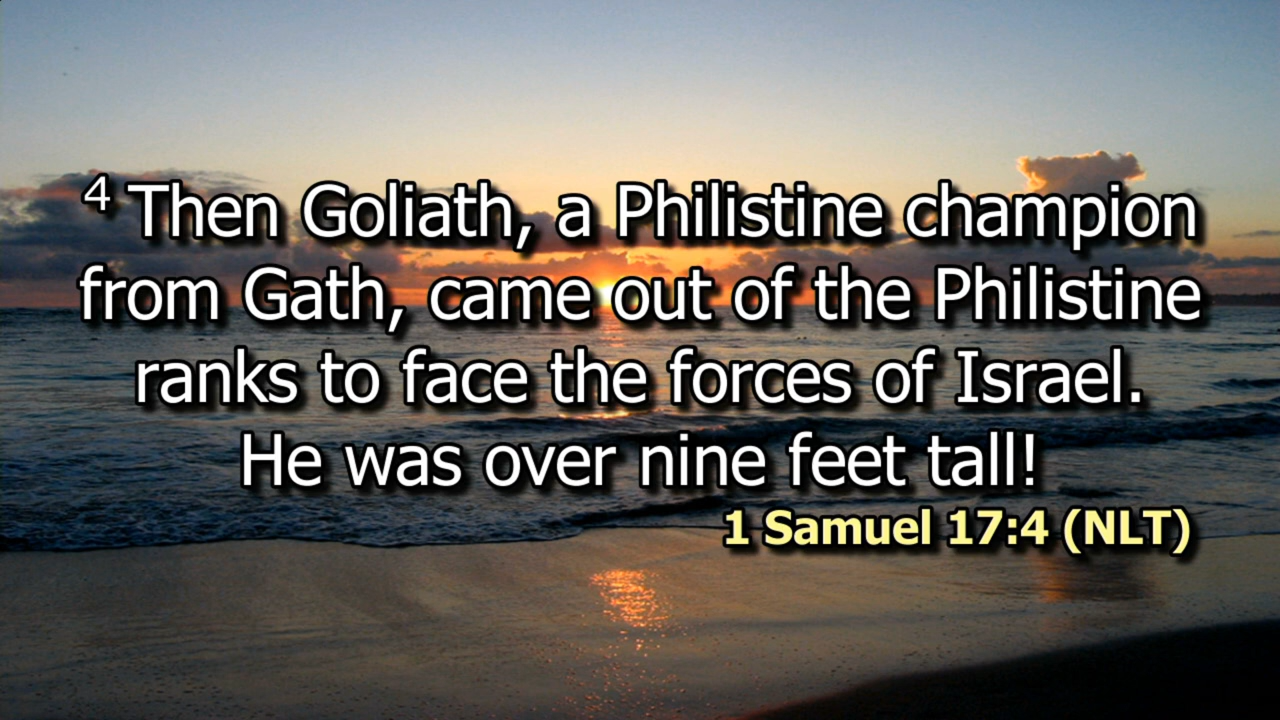 ⁴ Then Goliath, a Philistine champion
from Gath, came out of the Philistine
ranks to face the forces of Israel.
He was over nine feet tall!
1 Samuel 17:4 (NLT)